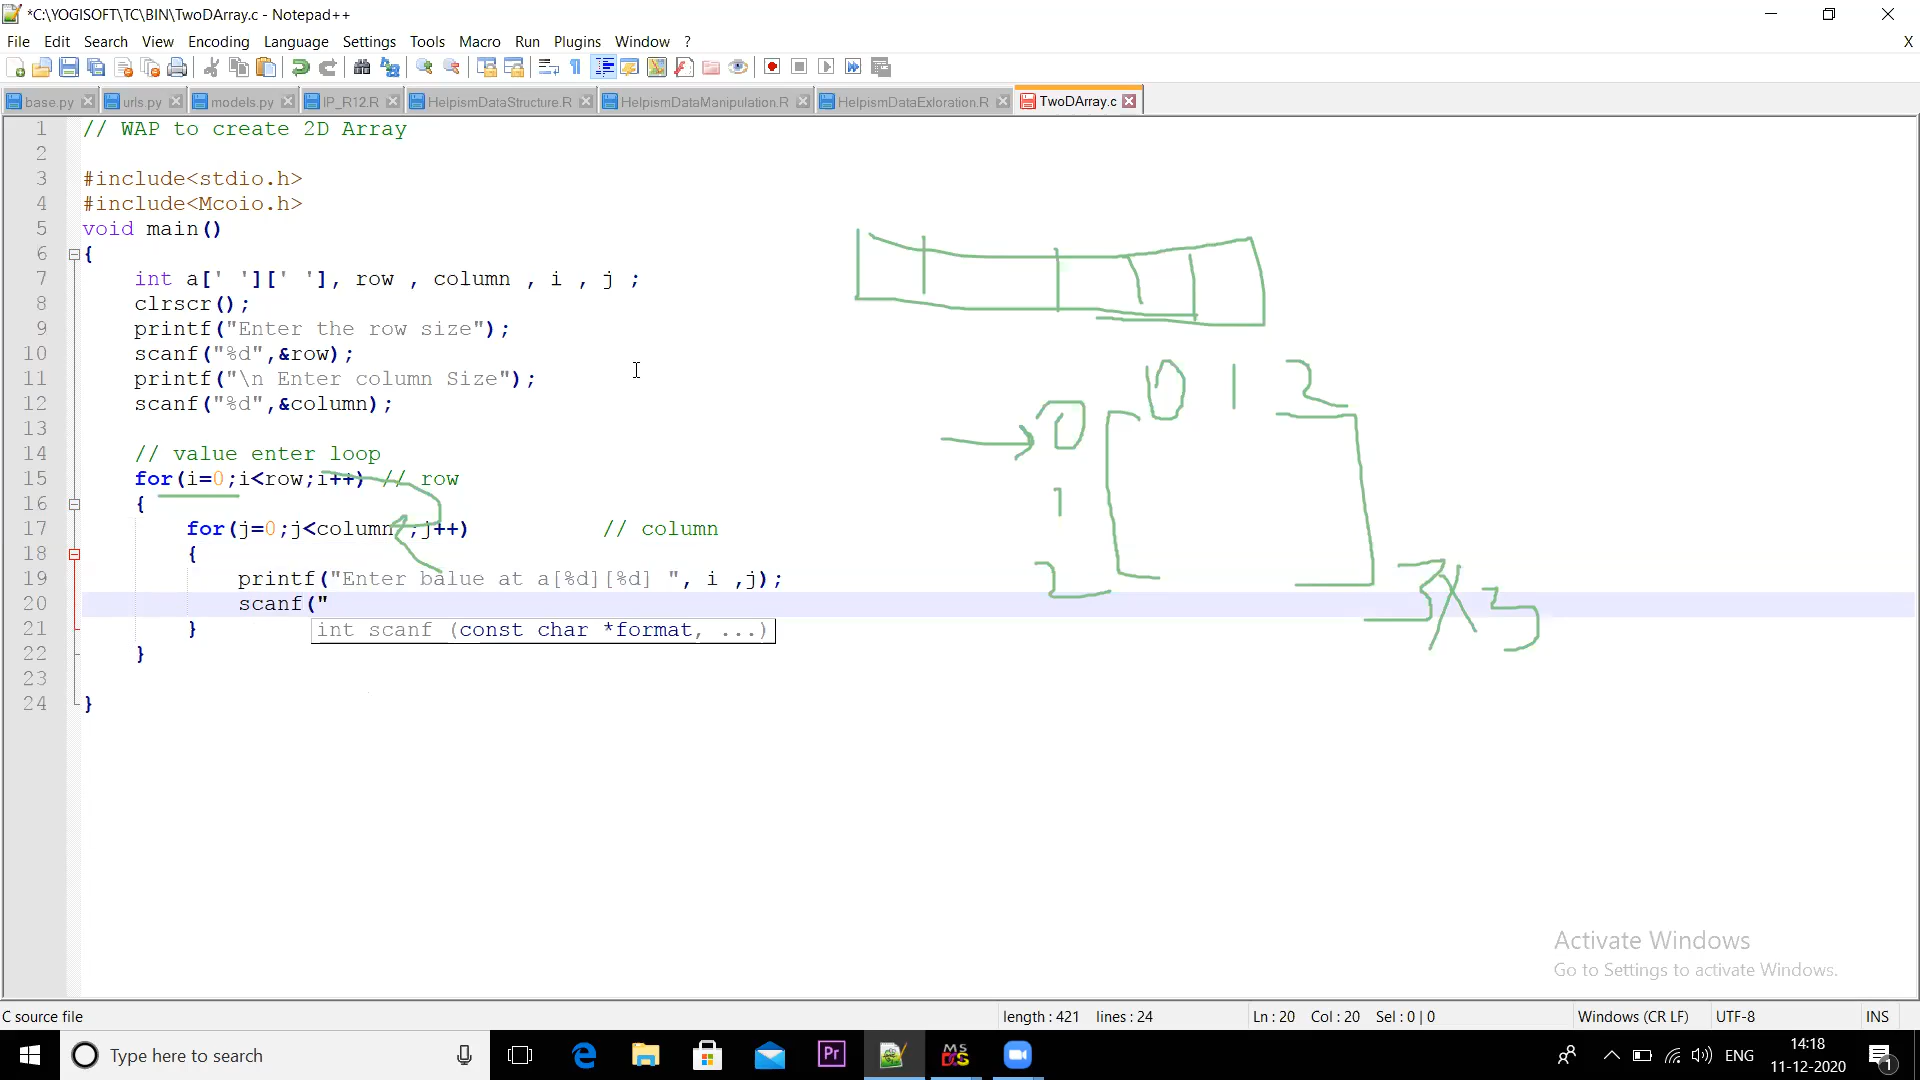 *C:\YOGISOFT\TC\BIN\TwoDArray.c - Notepad++
File Edit Search View Encoding Language Settings Tools Macro Run Plugins Window ? X
base.py urls.py models.py IP_R12.R HelpismDataStructure.R HelpismDataManipulation.R HelpismDataExloration.R TwoDArray.c
1 // WAP to create 2D Array
2
3 #include<stdio.h>
4 #include<Mcoio.h>
5 void main()
6 {
7 int a[' '][' '], row , column , i , j ;
8 clrscr();
9 printf("Enter the row size");
10 scanf("%d",&row);
11 printf("\n Enter column Size");
12 scanf("%d",&column);
13
14 // value enter loop
15 for(i=0;i<row;i++) // row
16 {
17 for(j=0;j<column ;j++) // column
18 {
19 printf("Enter balue at a[%d][%d] ", i ,j);
20 scanf("
21 }
int scanf (const char *format, ...)
22 }
23
24 }
0 1 2
0
1
2
3X3
Activate Windows
Go to Settings to activate Windows.
C source file length : 421 lines : 24 Ln : 20 Col : 20 Sel : 0 | 0 Windows (CR LF) UTF-8 INS
Type here to search Pr MS DS ENG 14:18
11-12-2020 1